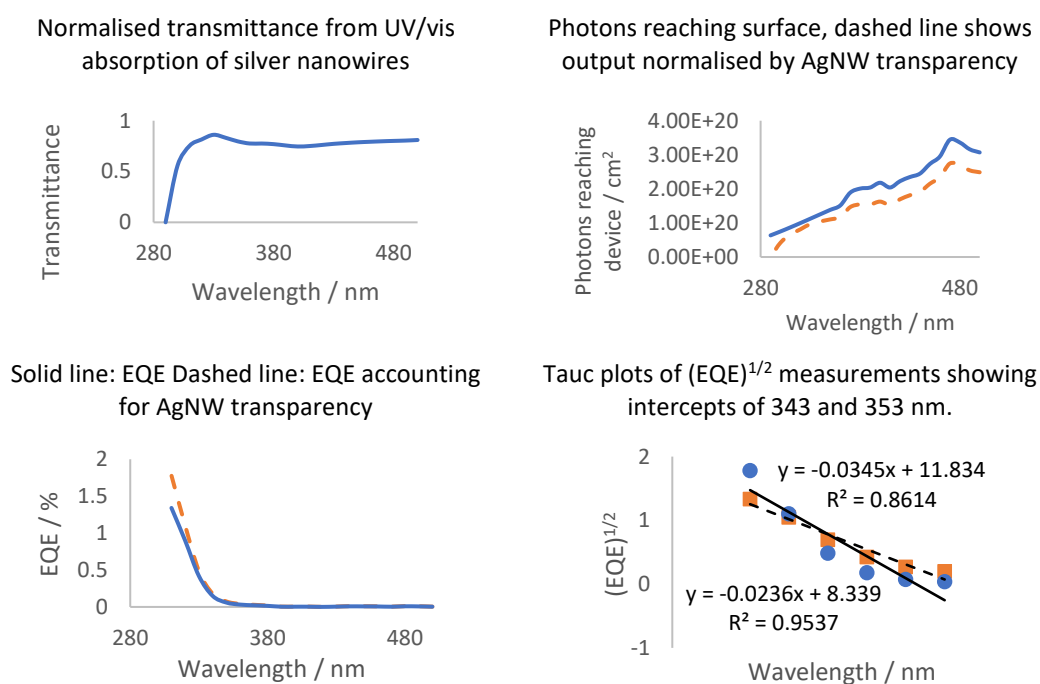 Normalised transmittance from UV/vis
absorption of silver nanowires
Transmittance
1
0.5
0
280
380
480
Wavelength / nm
Photons reaching surface, dashed line shows
output normalised by AgNW transparency
Photons reaching
device / cm²
4.00E+20
3.00E+20
2.00E+20
1.00E+20
0.00E+00
280
480
Wavelength / nm
Solid line: EQE Dashed line: EQE accounting
for AgNW transparency
EQE / %
2
1.5
1
0.5
0
280
380
480
Wavelength / nm
Tauc plots of (EQE)¹/² measurements showing
intercepts of 343 and 353 nm.
(EQE)¹/²
2
1
0
-1
y = -0.0345x + 11.834
R² = 0.8614
y = -0.0236x + 8.339
R² = 0.9537
Wavelength / nm